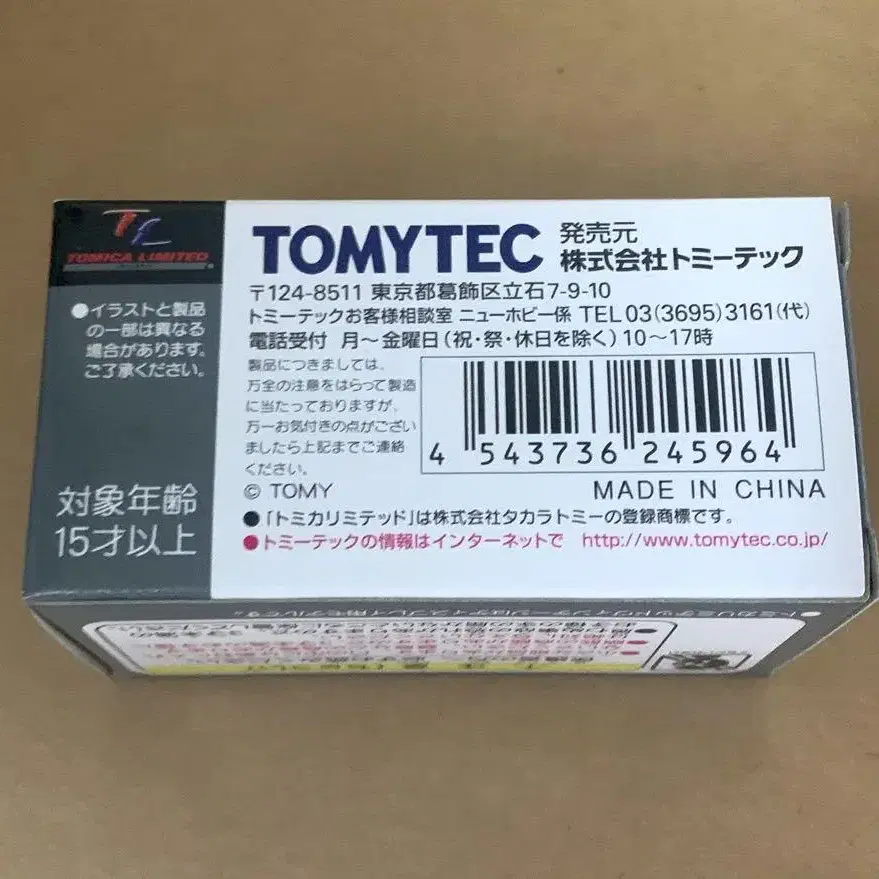 TL
TOMICA LIMITED
●イラストと製品
の一部は異なる
場合があります。
ご了承ください。
対象年齢
15才以上
TOMYTEC
発売元
株式会社トミーテック
〒124-8511 東京都葛飾区立石7-9-10
トミーテックお客様相談室 ニューホビー係 TEL 03(3695)3161(代)
電話受付 月～金曜日(祝・祭・休日を除く)10～17時
製品につきましては、
万全の注意をはらって製造
に当たっておりますが、
万一お気付きの点がござい
ましたら上記までご連絡
ください。
4 543736 245964
© TOMY
MADE IN CHINA
●「トミカリミテッド」は株式会社タカラトミーの登録商標です。
●トミーテックの情報はインターネットで http://www.tomytec.co.jp/